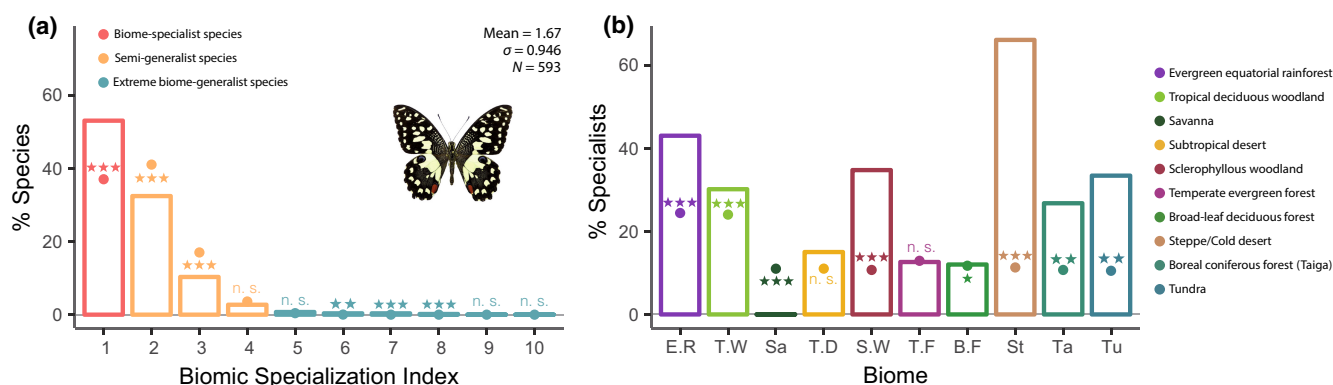 (a)
Biome-specialist species
Semi-generalist species
Extreme biome-generalist species
Mean = 1.67
σ = 0.946
N = 593
% Species
60
40
20
0
★★★
★★★
★★★
n. s.
n. s.
★★
★★★
★★★
n. s.
n. s.
1 2 3 4 5 6 7 8 9 10
Biomic Specialization Index
(b)
% Specialists
60
40
20
0
★★★
★★★
★★★
n. s.
★★★
n. s.
★
★★★
★★
★★
E.R T.W Sa T.D S.W T.F B.F St Ta Tu
Biome
Evergreen equatorial rainforest
Tropical deciduous woodland
Savanna
Subtropical desert
Sclerophyllous woodland
Temperate evergreen forest
Broad-leaf deciduous forest
Steppe/Cold desert
Boreal coniferous forest (Taiga)
Tundra